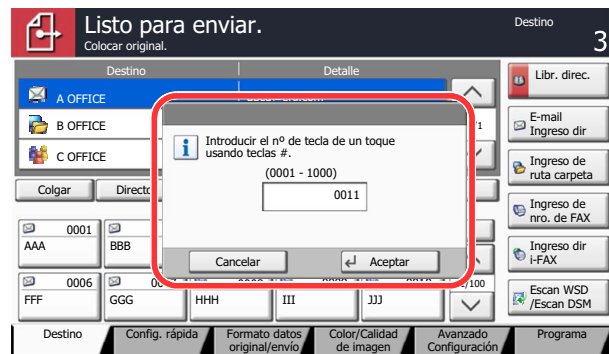 Listo para enviar.
Colocar original.
Destino
3
Destino
Detalle
A OFFICE
B OFFICE
C OFFICE
Introducir el nº de tecla de un toque
usando teclas #.
(0001 - 1000)
0011
Cancelar
Aceptar
Colgar
Directo
0001
AAA
BBB
0006
FFF
GGG
HHH
III
JJJ
/100
Libr. direc.
E-mail
Ingreso dir
Ingreso de
ruta carpeta
Ingreso de
nro. de FAX
Ingreso dir
i-FAX
Escan WSD
/Escan DSM
Destino
Config. rápida
Formato datos
original/envío
Color/Calidad
de imagen
Avanzado
Configuración
Programa